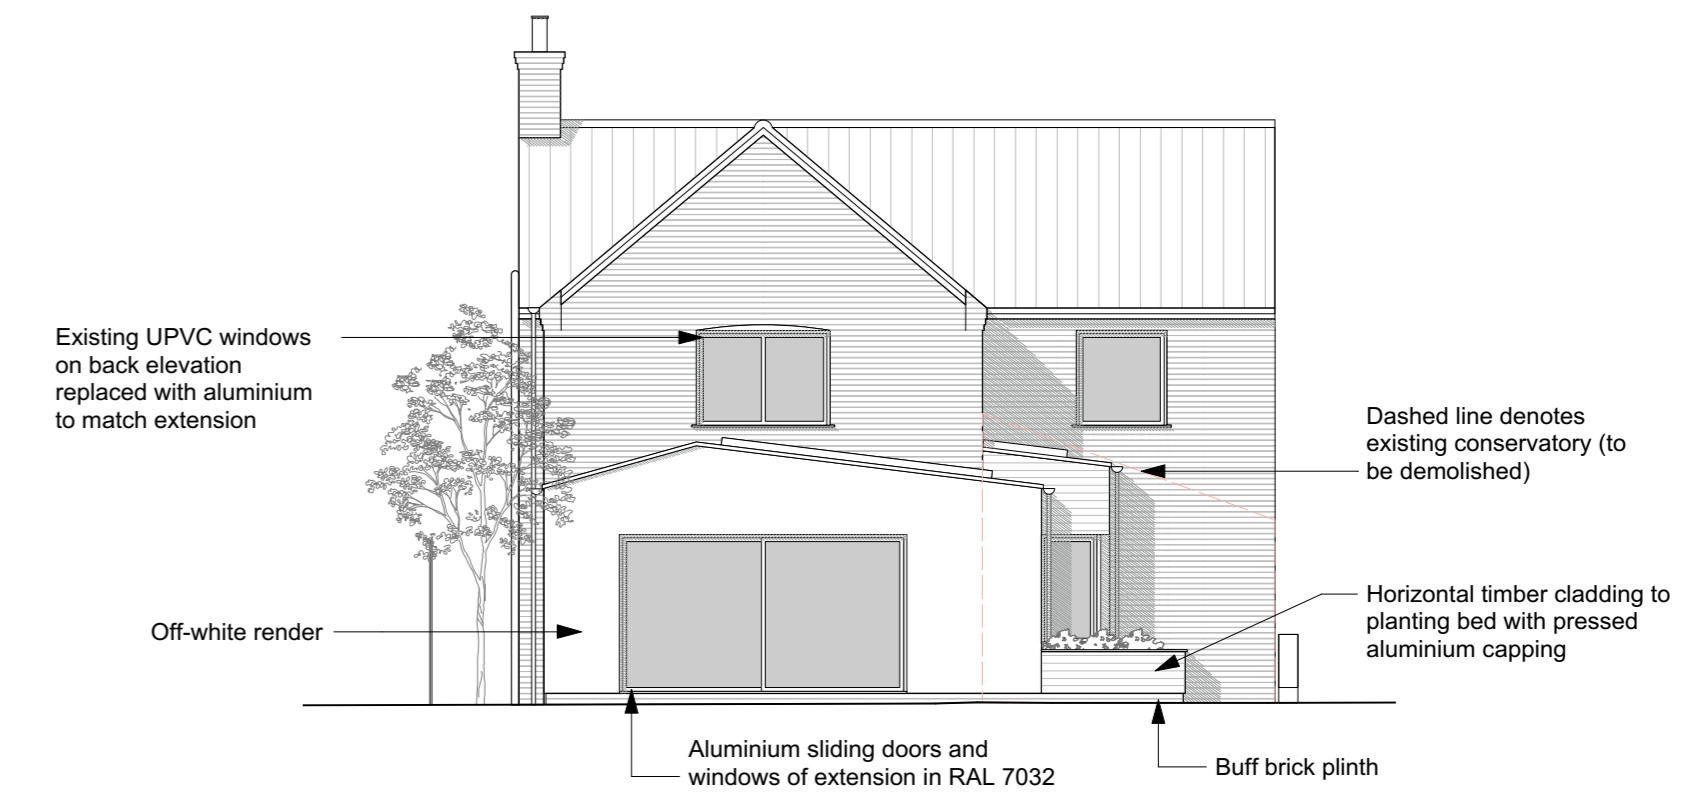 Existing UPVC windows
on back elevation
replaced with aluminium
to match extension
Dashed line denotes
existing conservatory (to
be demolished)
Off-white render
Horizontal timber cladding to
planting bed with pressed
aluminium capping
Aluminium sliding doors and
windows of extension in RAL 7032
Buff brick plinth